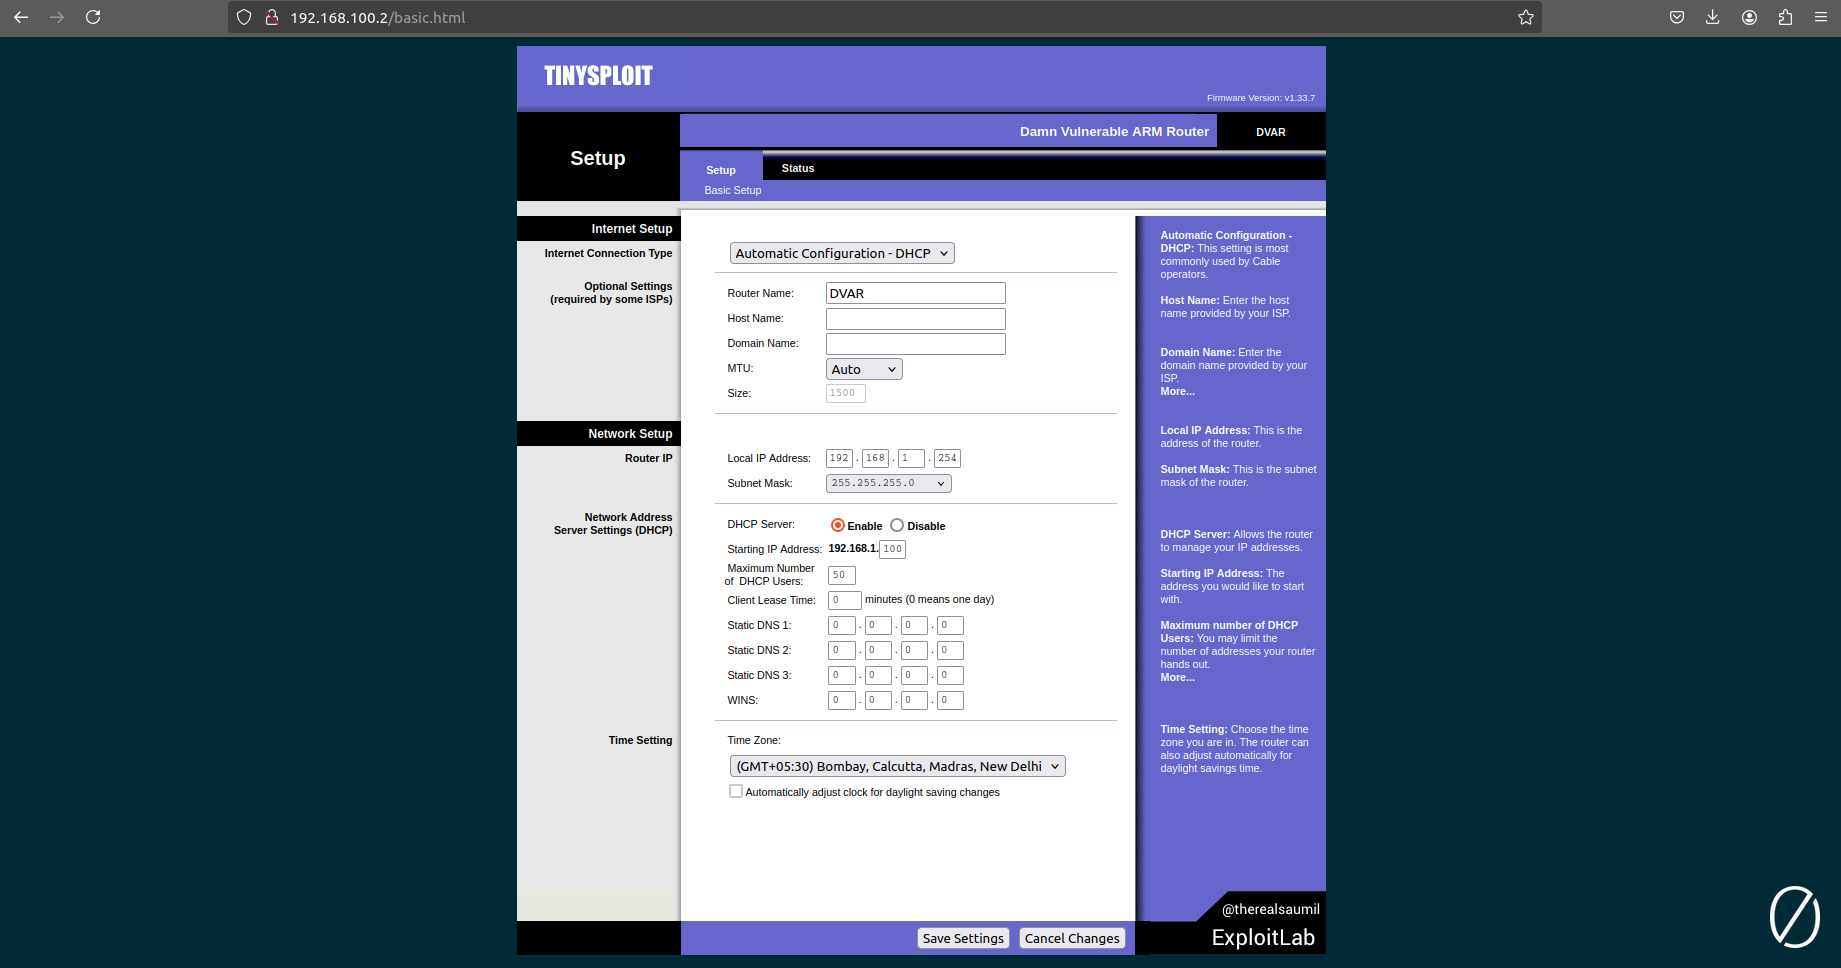 192.168.100.2/basic.html
TINYSPLOIT
Firmware Version: v1.33.7
Setup
Damn Vulnerable ARM Router
DVAR
Setup
Status
Basic Setup
Internet Setup
Internet Connection Type
Automatic Configuration - DHCP
Optional Settings
(required by some ISPs)
Router Name: DVAR
Host Name:
Domain Name:
MTU: Auto
Size: 1500
Network Setup
Router IP
Local IP Address: 192 . 168 . 1 . 254
Subnet Mask: 255.255.255.0
Network Address
Server Settings (DHCP)
DHCP Server: Enable Disable
Starting IP Address: 192.168.1. 100
Maximum Number
of DHCP Users: 50
Client Lease Time: 0 minutes (0 means one day)
Static DNS 1: 0 . 0 . 0 . 0
Static DNS 2: 0 . 0 . 0 . 0
Static DNS 3: 0 . 0 . 0 . 0
WINS: 0 . 0 . 0 . 0
Time Setting
Time Zone:
(GMT+05:30) Bombay, Calcutta, Madras, New Delhi
Automatically adjust clock for daylight saving changes
Automatic Configuration -
DHCP: This setting is most
commonly used by Cable
operators.
Host Name: Enter the host
name provided by your ISP.
Domain Name: Enter the
domain name provided by your
ISP.
More...
Local IP Address: This is the
address of the router.
Subnet Mask: This is the subnet
mask of the router.
DHCP Server: Allows the router
to manage your IP addresses.
Starting IP Address: The
address you would like to start
with.
Maximum number of DHCP
Users: You may limit the
number of addresses your router
hands out.
More...
Time Setting: Choose the time
zone you are in. The router can
also adjust automatically for
daylight savings time.
Save Settings
Cancel Changes
@therealsaumil
ExploitLab